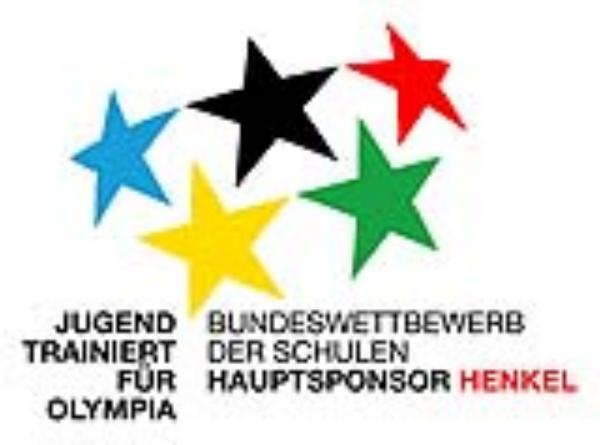 JUGEND
TRAINIERT
FÜR
OLYMPIA
BUNDESWETTBEWERB
DER SCHULEN
HAUPTSPONSOR HENKEL